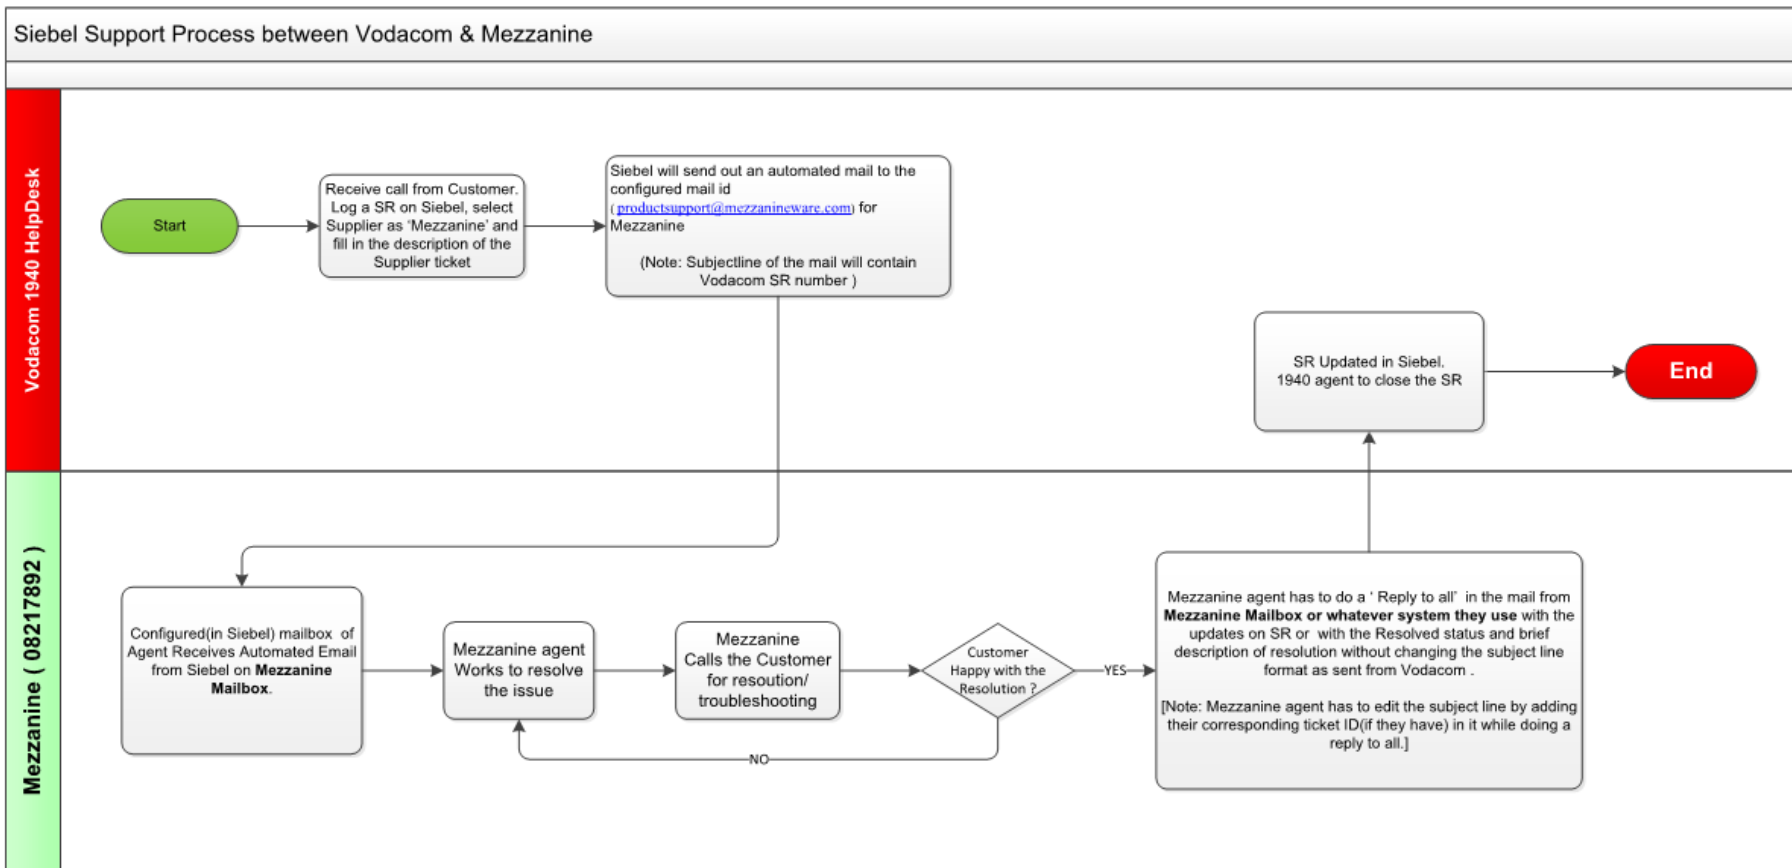 Siebel Support Process between Vodacom & Mezzanine
Vodacom 1940 HelpDesk
Start
Receive call from Customer.
Log a SR on Siebel, select
Supplier as ‘Mezzanine’ and
fill in the description of the
Supplier ticket
Siebel will send out an automated mail to the
configured mail id
( productsupport@mezzanineware.com) for
Mezzanine
(Note: Subjectline of the mail will contain
Vodacom SR number )
SR Updated in Siebel.
1940 agent to close the SR
End
Mezzanine ( 08217892 )
Configured(in Siebel) mailbox of
Agent Receives Automated Email
from Siebel on Mezzanine
Mailbox.
Mezzanine agent
Works to resolve
the issue
Mezzanine
Calls the Customer
for resoution/
troubleshooting
Customer
Happy with the
Resolution ?
YES
NO
Mezzanine agent has to do a ‘ Reply to all’ in the mail from
Mezzanine Mailbox or whatever system they use with the
updates on SR or with the Resolved status and brief
description of resolution without changing the subject line
format as sent from Vodacom .
[Note: Mezzanine agent has to edit the subject line by adding
their corresponding ticket ID(if they have) in it while doing a
reply to all.]